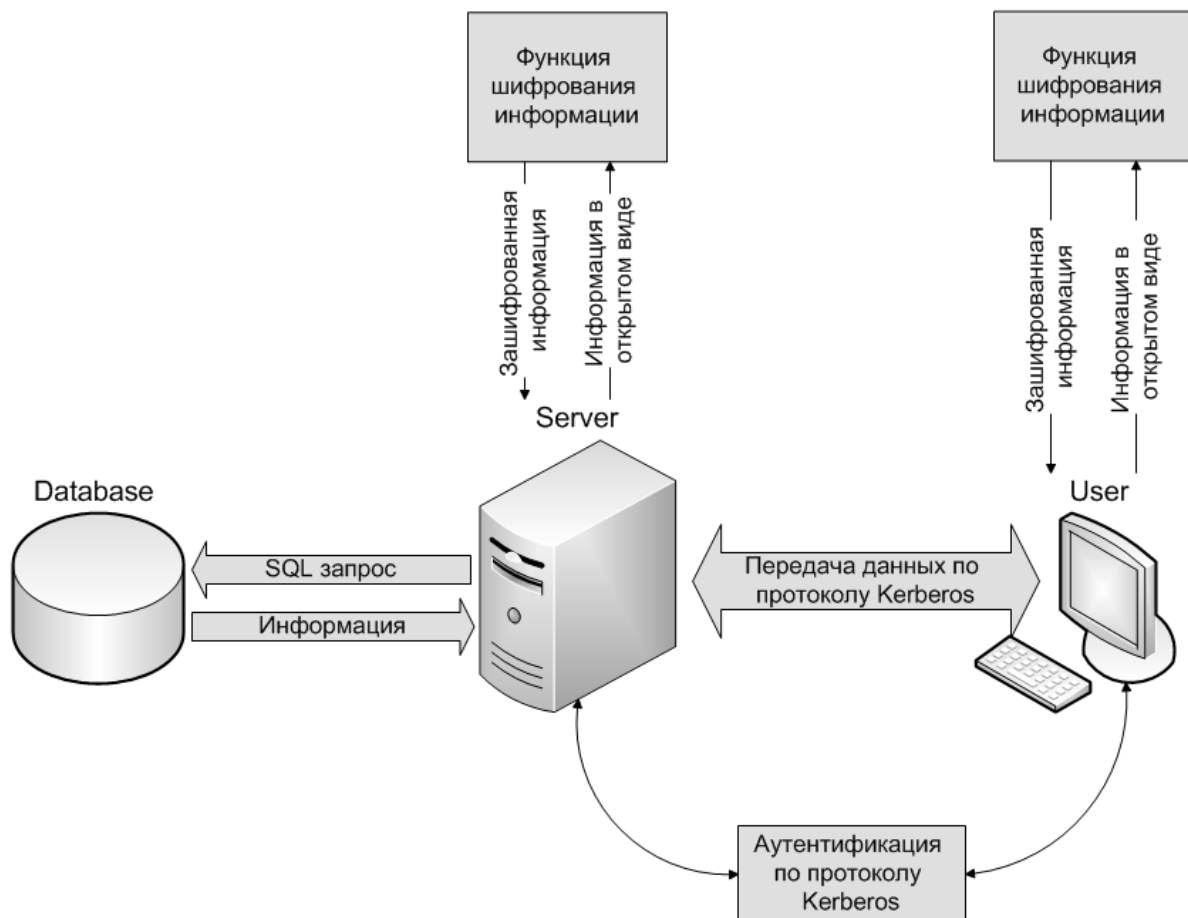 Функция
шифрования
информации
Функция
шифрования
информации
Зашифрованная
информация
Информация в
открытом виде
Зашифрованная
информация
Информация в
открытом виде
Server
Database
User
SQL запрос
Информация
Передача данных по
протоколу Kerberos
Аутентификация
по протоколу
Kerberos